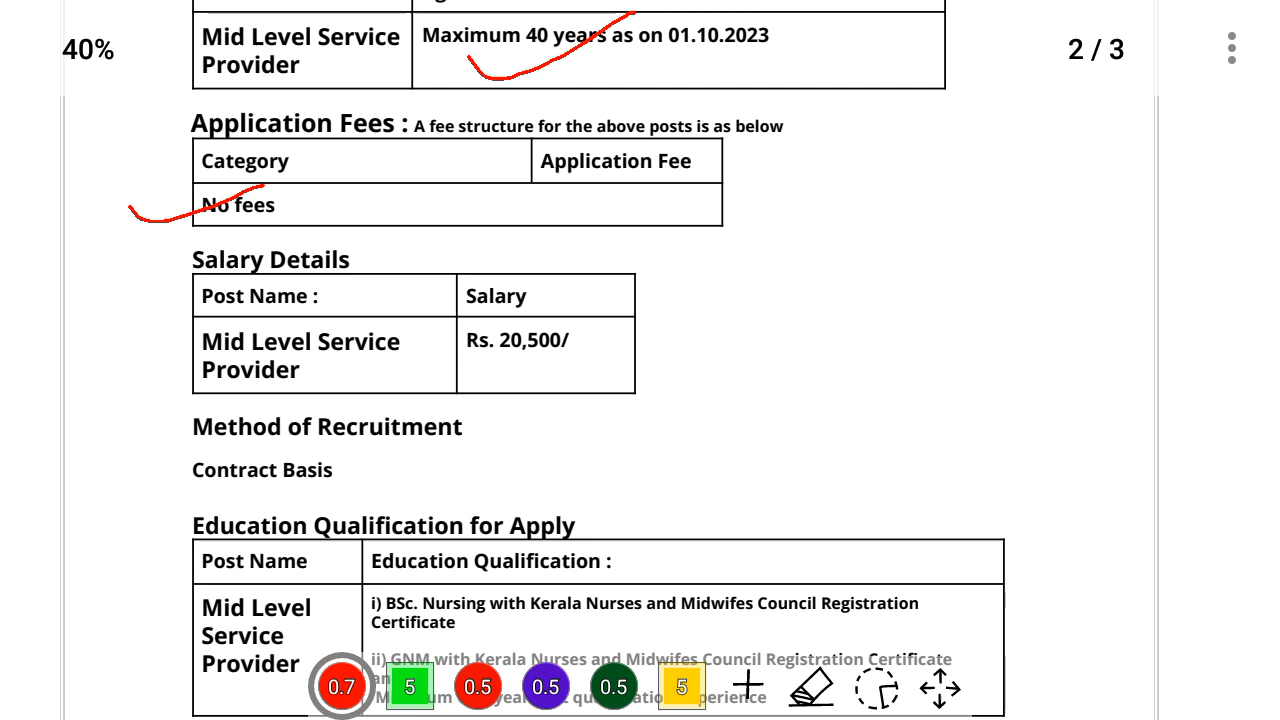 40%
2 / 3
Mid Level Service Provider
Maximum 40 years as on 01.10.2023
Application Fees : A fee structure for the above posts is as below
Category
Application Fee
No fees
Salary Details
Post Name :
Salary
Mid Level Service
Provider
Rs. 20,500/
Method of Recruitment
Contract Basis
Education Qualification for Apply
Post Name
Education Qualification :
Mid Level
Service
Provider
i) BSc. Nursing with Kerala Nurses and Midwifes Council Registration
Certificate
ii) GNM with Kerala Nurses and Midwifes Council Registration Certificate
experience
0.7
5
0.5
0.5
0.5
5